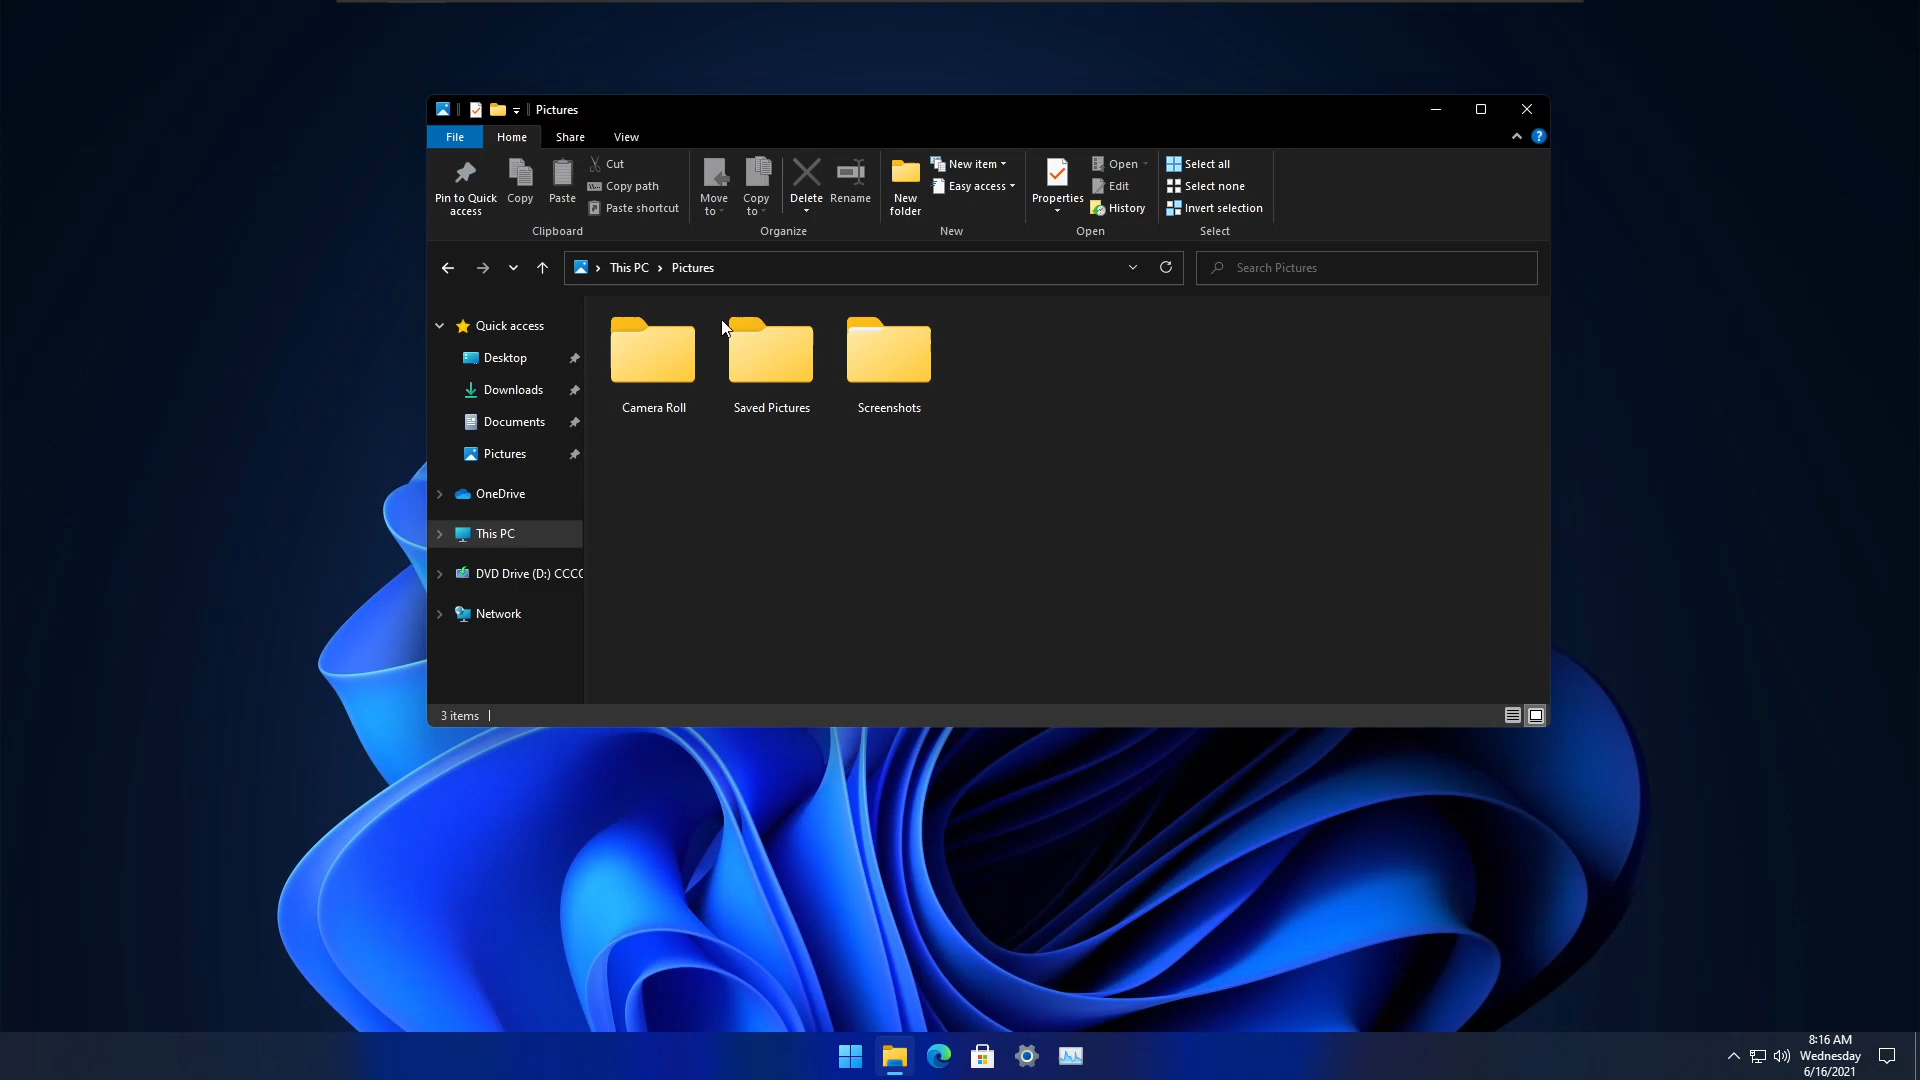 Pictures
File Home Share View
Pin to Quick access
Copy
Paste
Cut
Copy path
Paste shortcut
Clipboard
Move to
Copy to
Delete
Rename
Organize
New folder
New item
Easy access
New
Properties
Open
Edit
History
Open
Select all
Select none
Invert selection
Select
This PC > Pictures
Search Pictures
Quick access
Desktop
Downloads
Documents
Pictures
OneDrive
This PC
DVD Drive (D:) CCC
Network
Camera Roll
Saved Pictures
Screenshots
3 items
8:16 AM
Wednesday
6/16/2021